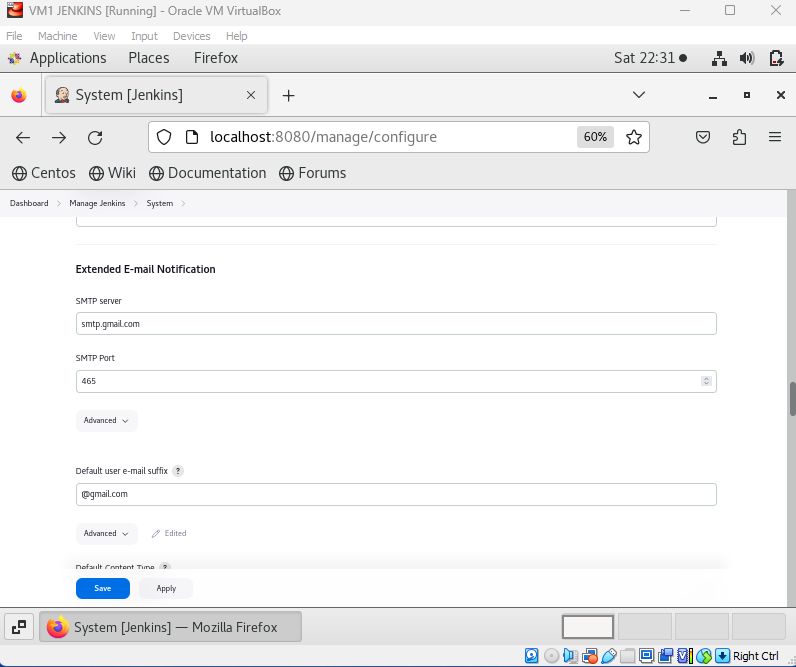 VM1 JENKINS [Running] - Oracle VM VirtualBox
File Machine View Input Devices Help
Applications Places Firefox Sat 22:31
System [Jenkins]
localhost:8080/manage/configure 60%
Centos Wiki Documentation Forums
Dashboard Manage Jenkins System
Extended E-mail Notification
SMTP server
smtp.gmail.com
SMTP Port
465
Advanced
Default user e-mail suffix ?
@gmail.com
Advanced Edited
Default Content Type ?
Save Apply
System [Jenkins] — Mozilla Firefox
Right Ctrl